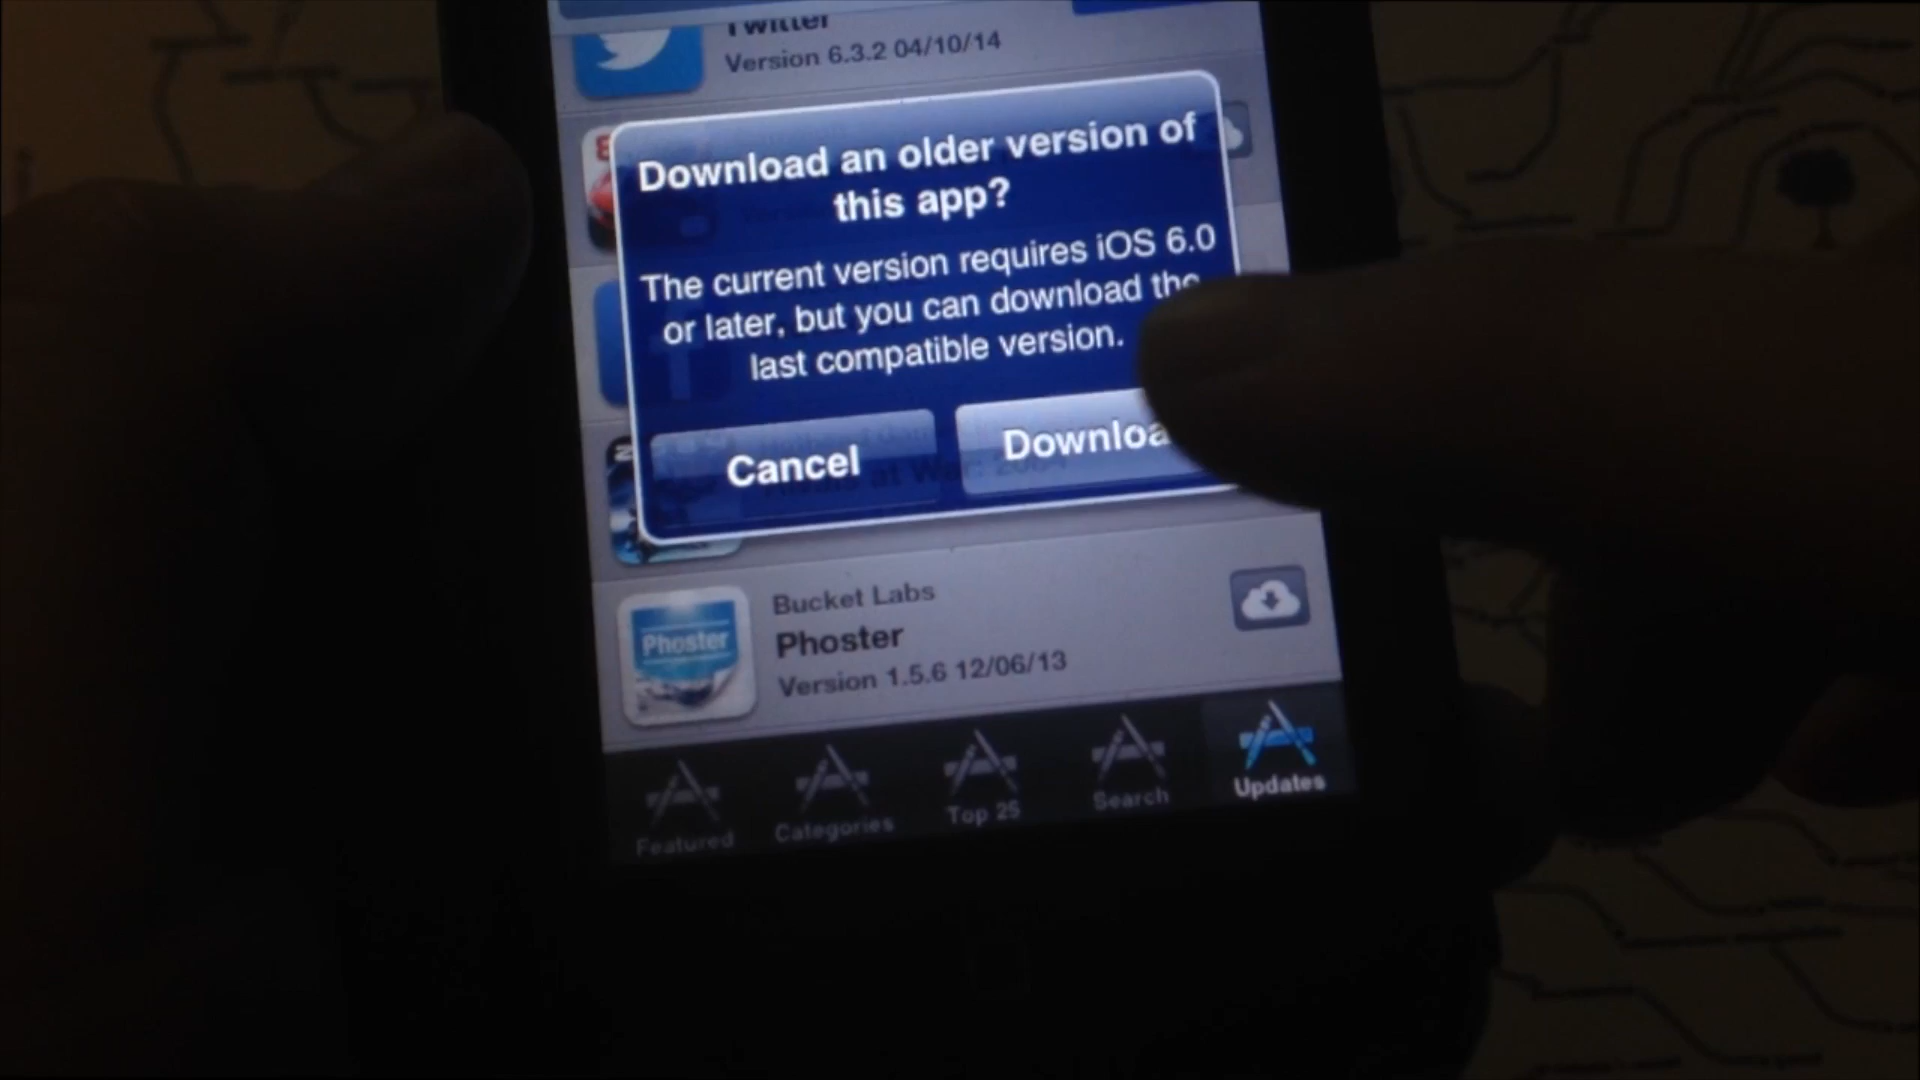 Twitter
Version 6.3.2 04/10/14
Download an older version of
this app?
The current version requires iOS 6.0
or later, but you can download the
last compatible version.
Cancel
Downloa
Bucket Labs
Phoster
Phoster
Version 1.5.6 12/06/13
Featured
Categories
Top 25
Search
Updates